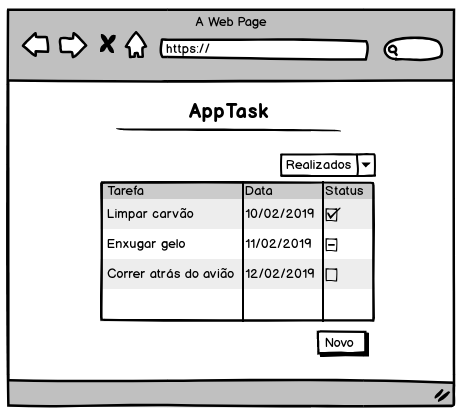 A Web Page
https://
AppTask
Realizados
Tarefa Data Status
Limpar carvão 10/02/2019
Enxugar gelo 11/02/2019
Correr atrás do avião 12/02/2019
Novo